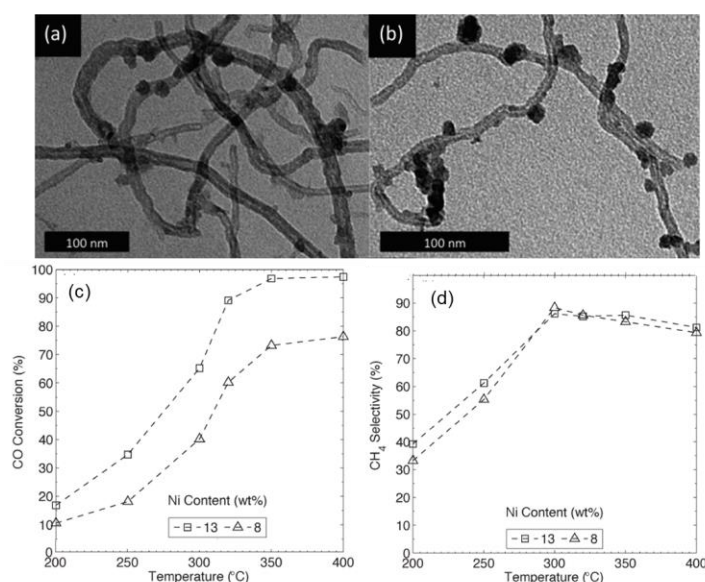 (a)
(b)
100 nm
100 nm
(c)
CO Conversion (%)
100
90
80
70
60
50
40
30
20
10
0
200
250
300
350
400
Temperature (°C)
Ni Content (wt%)
13
8
(d)
CH4 Selectivity (%)
90
80
70
60
50
40
30
20
10
0
200
250
300
350
400
Temperature (°C)
Ni Content (wt%)
13
8